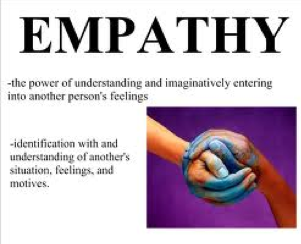 EMPATHY
-the power of understanding and imaginatively entering
into another person's feelings
-identification with and
understanding of another's
situation, feelings, and
motives.